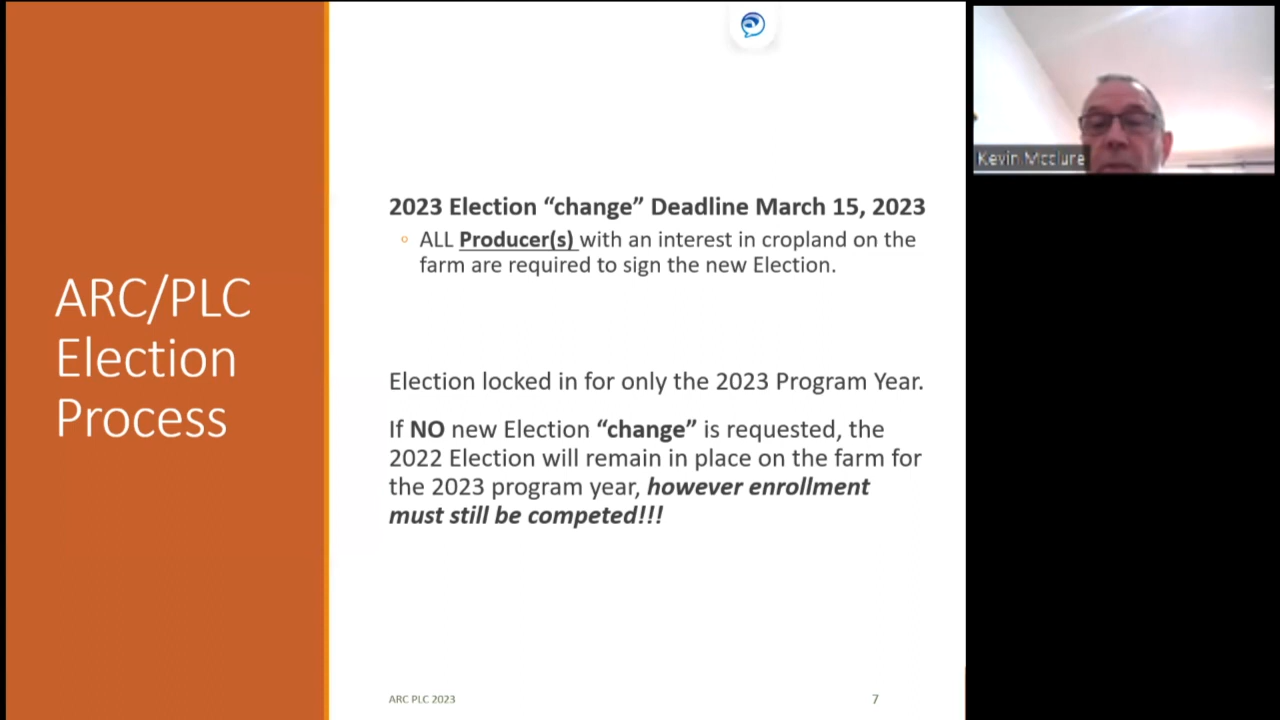 ARC/PLC
Election
Process
2023 Election “change” Deadline March 15, 2023
ALL Producer(s) with an interest in cropland on the
farm are required to sign the new Election.
Election locked in for only the 2023 Program Year.
If NO new Election “change” is requested, the
2022 Election will remain in place on the farm for
the 2023 program year, however enrollment
must still be competed!!!
ARC PLC 2023
7
Kevin Mcclure